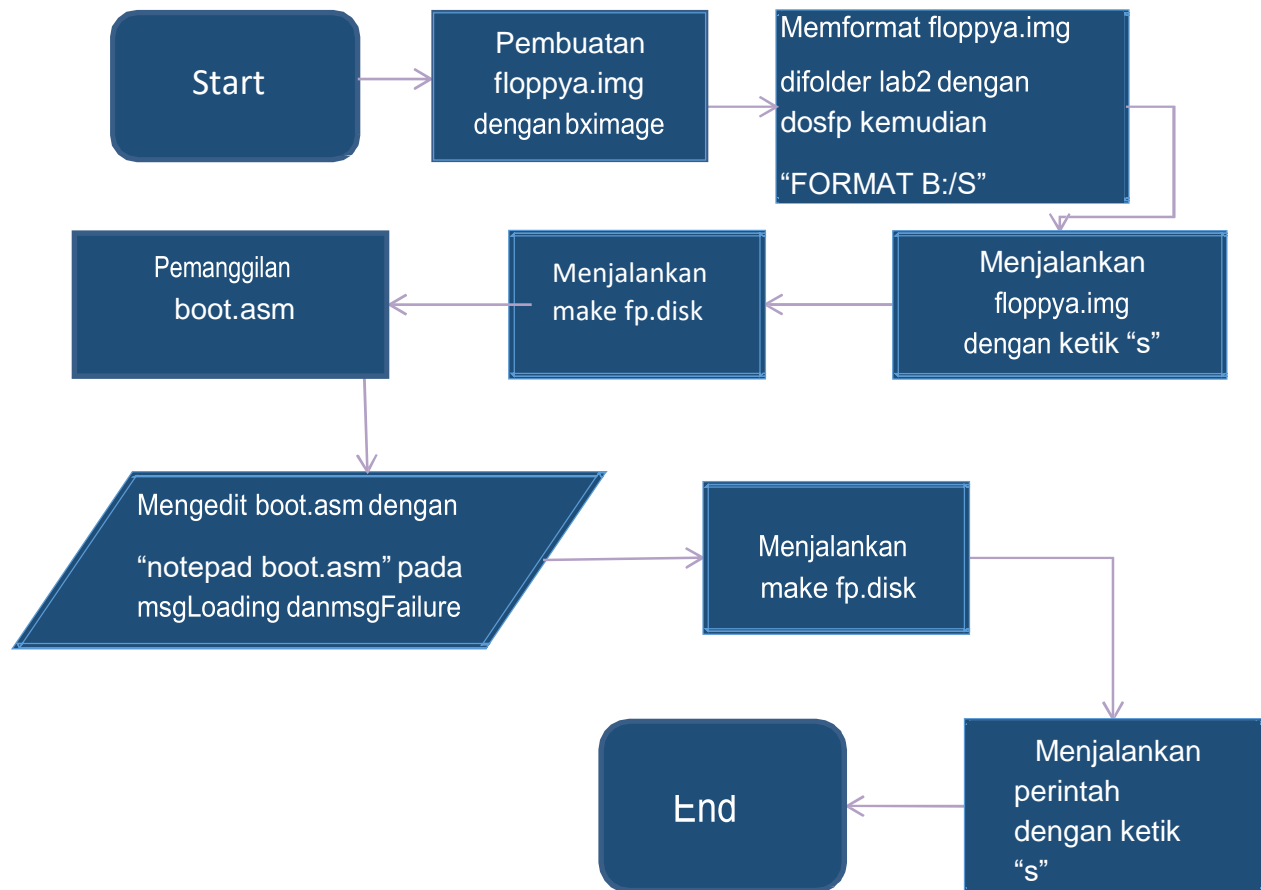 Start
Pembuatan
floppya.img
dengan bximage
Memformat floppya.img
difolder lab2 dengan
dosfp kemudian
“FORMAT B:/S”
Menjalankan
floppya.img
dengan ketik “s”
Menjalankan
make fp.disk
Pemanggilan
boot.asm
Mengedit boot.asm dengan
“notepad boot.asm” pada
msgLoading danmsgFailure
Menjalankan
make fp.disk
Menjalankan
perintah
dengan ketik
“s”
End